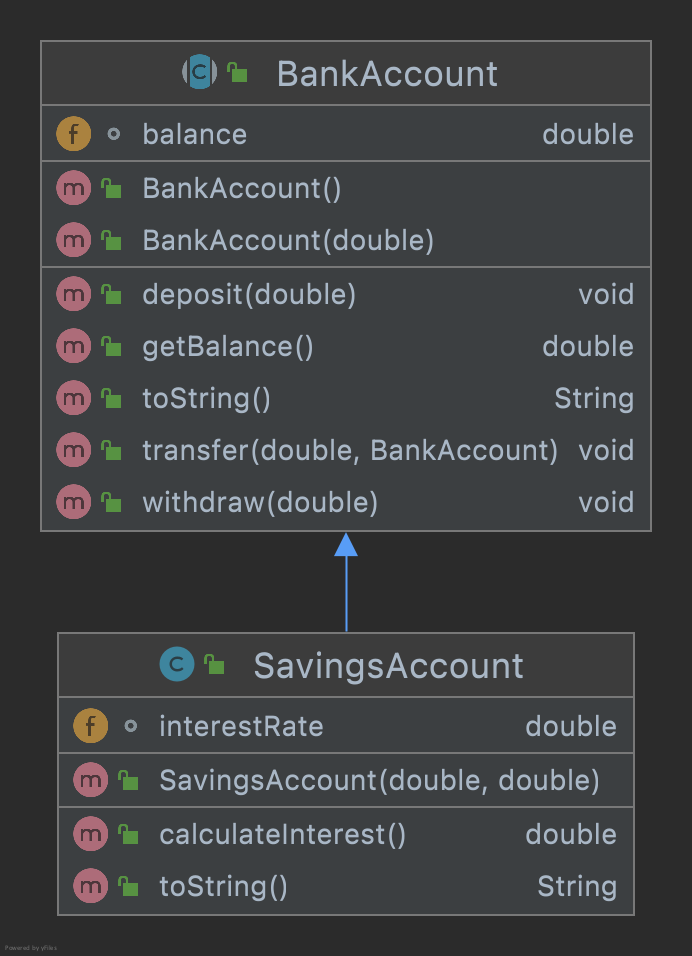 BankAccount
f balance double
m BankAccount()
m BankAccount(double)
m deposit(double) void
m getBalance() double
m toString() String
m transfer(double, BankAccount) void
m withdraw(double) void
C SavingsAccount
f interestRate double
m SavingsAccount(double, double)
m calculateInterest() double
m toString() String
Powered by yFiles